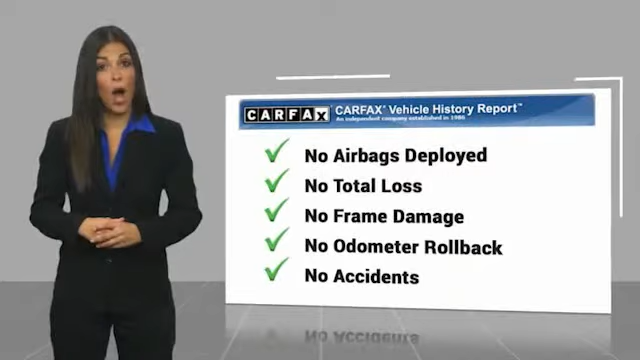 CARFAX CARFAX® Vehicle History Report™
An independent company established in 1986
No Airbags Deployed
No Total Loss
No Frame Damage
No Odometer Rollback
No Accidents